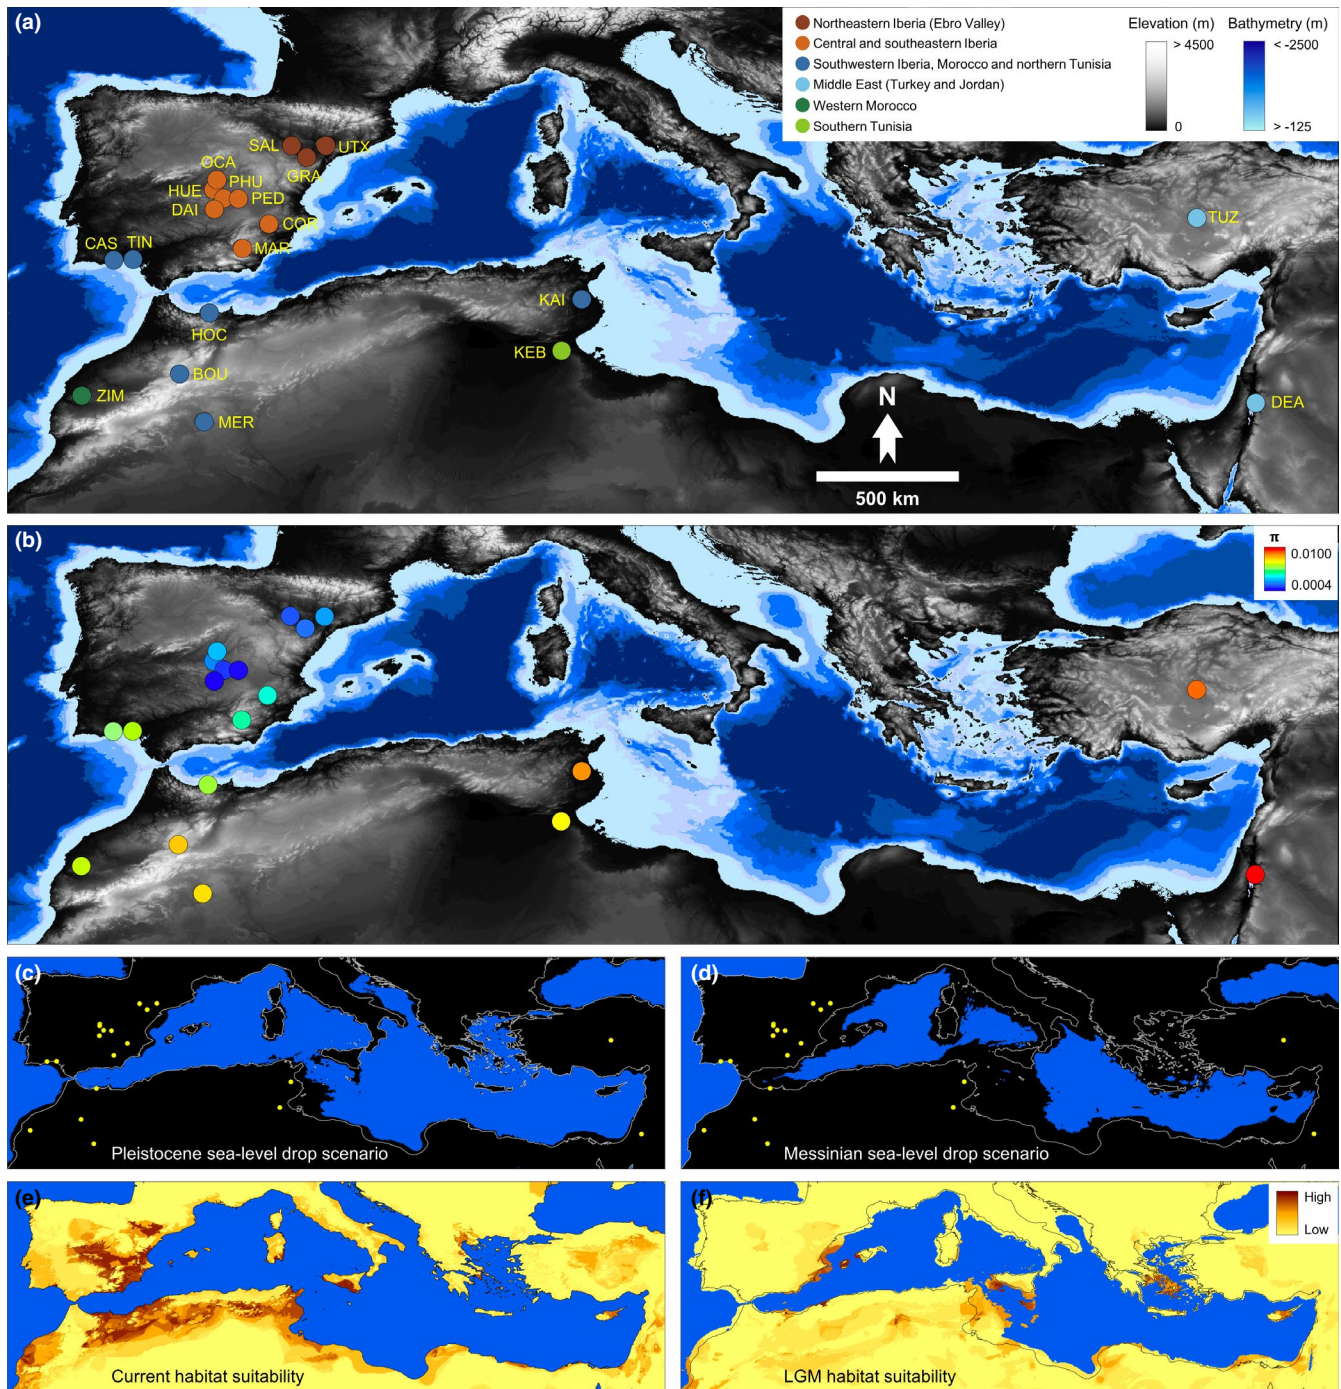 (a)
Northeastern Iberia (Ebro Valley)
Central and southeastern Iberia
Southwestern Iberia, Morocco and northern Tunisia
Middle East (Turkey and Jordan)
Western Morocco
Southern Tunisia
Elevation (m)
> 4500
0
Bathymetry (m)
< -2500
> -125
SAL
UTX
GRA
OCA
PHU
HUE
PED
DAI
COR
CAS
TIN
MAR
TUZ
KAI
HOC
KEB
BOU
ZIM
MER
DEA
N
500 km
(b)
π
0.0100
0.0004
(c)
Pleistocene sea-level drop scenario
(d)
Messinian sea-level drop scenario
(e)
Current habitat suitability
(f)
High
Low
LGM habitat suitability